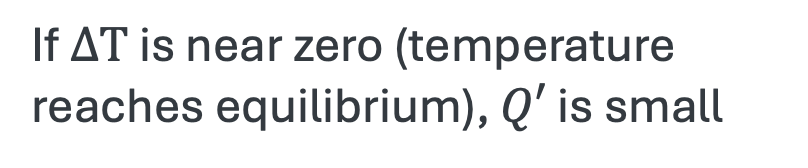 If ΔT is near zero (temperature
reaches equilibrium), Q′ is small